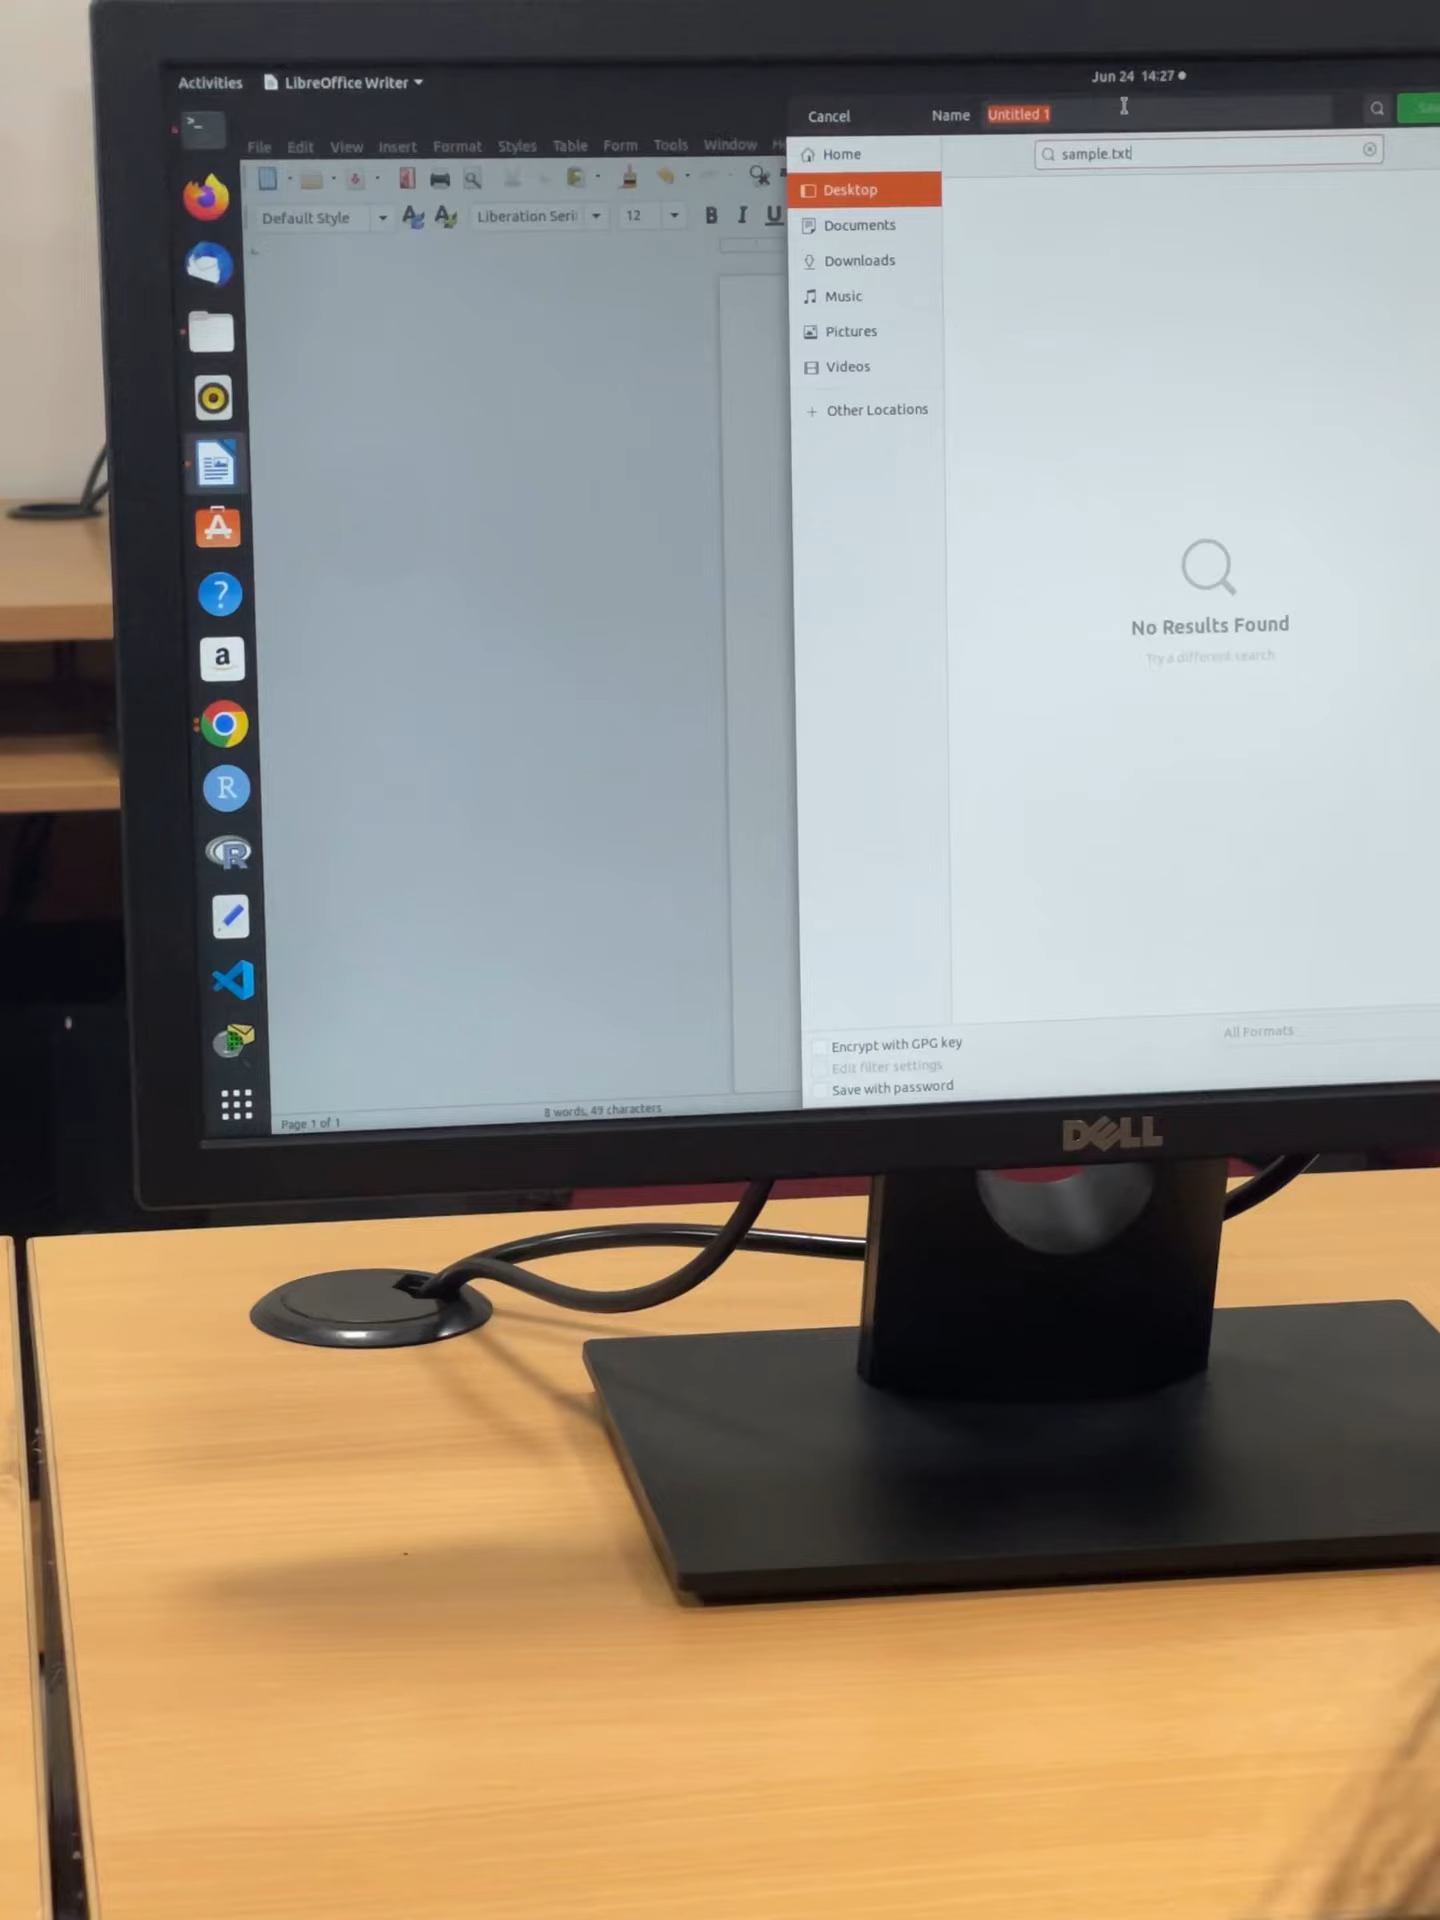 Activities LibreOffice Writer Jun 24 14:27
Cancel Name Untitled 1
File Edit View Insert Format Styles Table Form Tools Window
sample.txt
Default Style Liberation Seri 12 B I U
Home
Desktop
Documents
Downloads
Music
Pictures
Videos
Other Locations
No Results Found
Try a different search
All Formats
Encrypt with GPG key
Edit filter settings
Save with password
Page 1 of 1 8 words, 49 characters
DELL